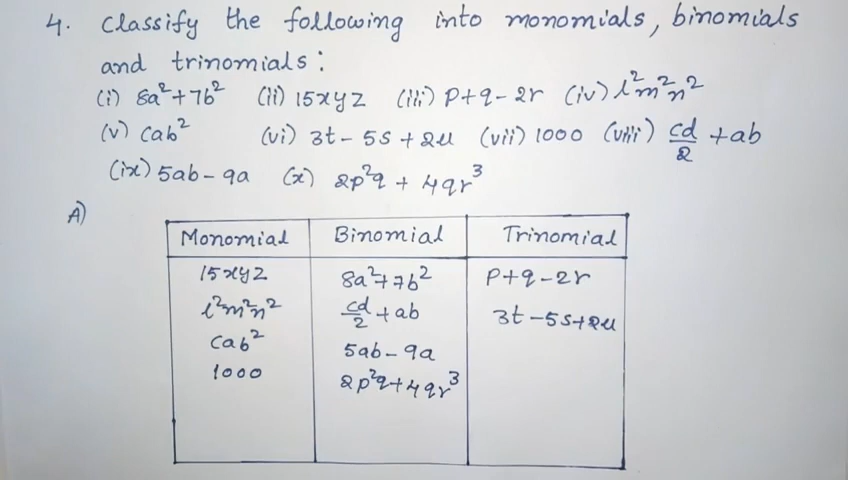 4. Classify the following into monomials, binomials
and trinomials:
(i) 8a²+7b² (ii) 15xyz (iii) p+q-2r (iv) l²m²n²
(v) cab² (vi) 3t-5s+2u (vii) 1000 (viii) cd/2 +ab
(ix) 5ab-9a (x) 2p²q + 4qr³
A)
Monomial Binomial Trinomial
15xyz 8a²+7b² p+q-2r
l²m²n² cd/2 +ab 3t-5s+2u
cab² 5ab-9a
1000 2p²q+4qr³